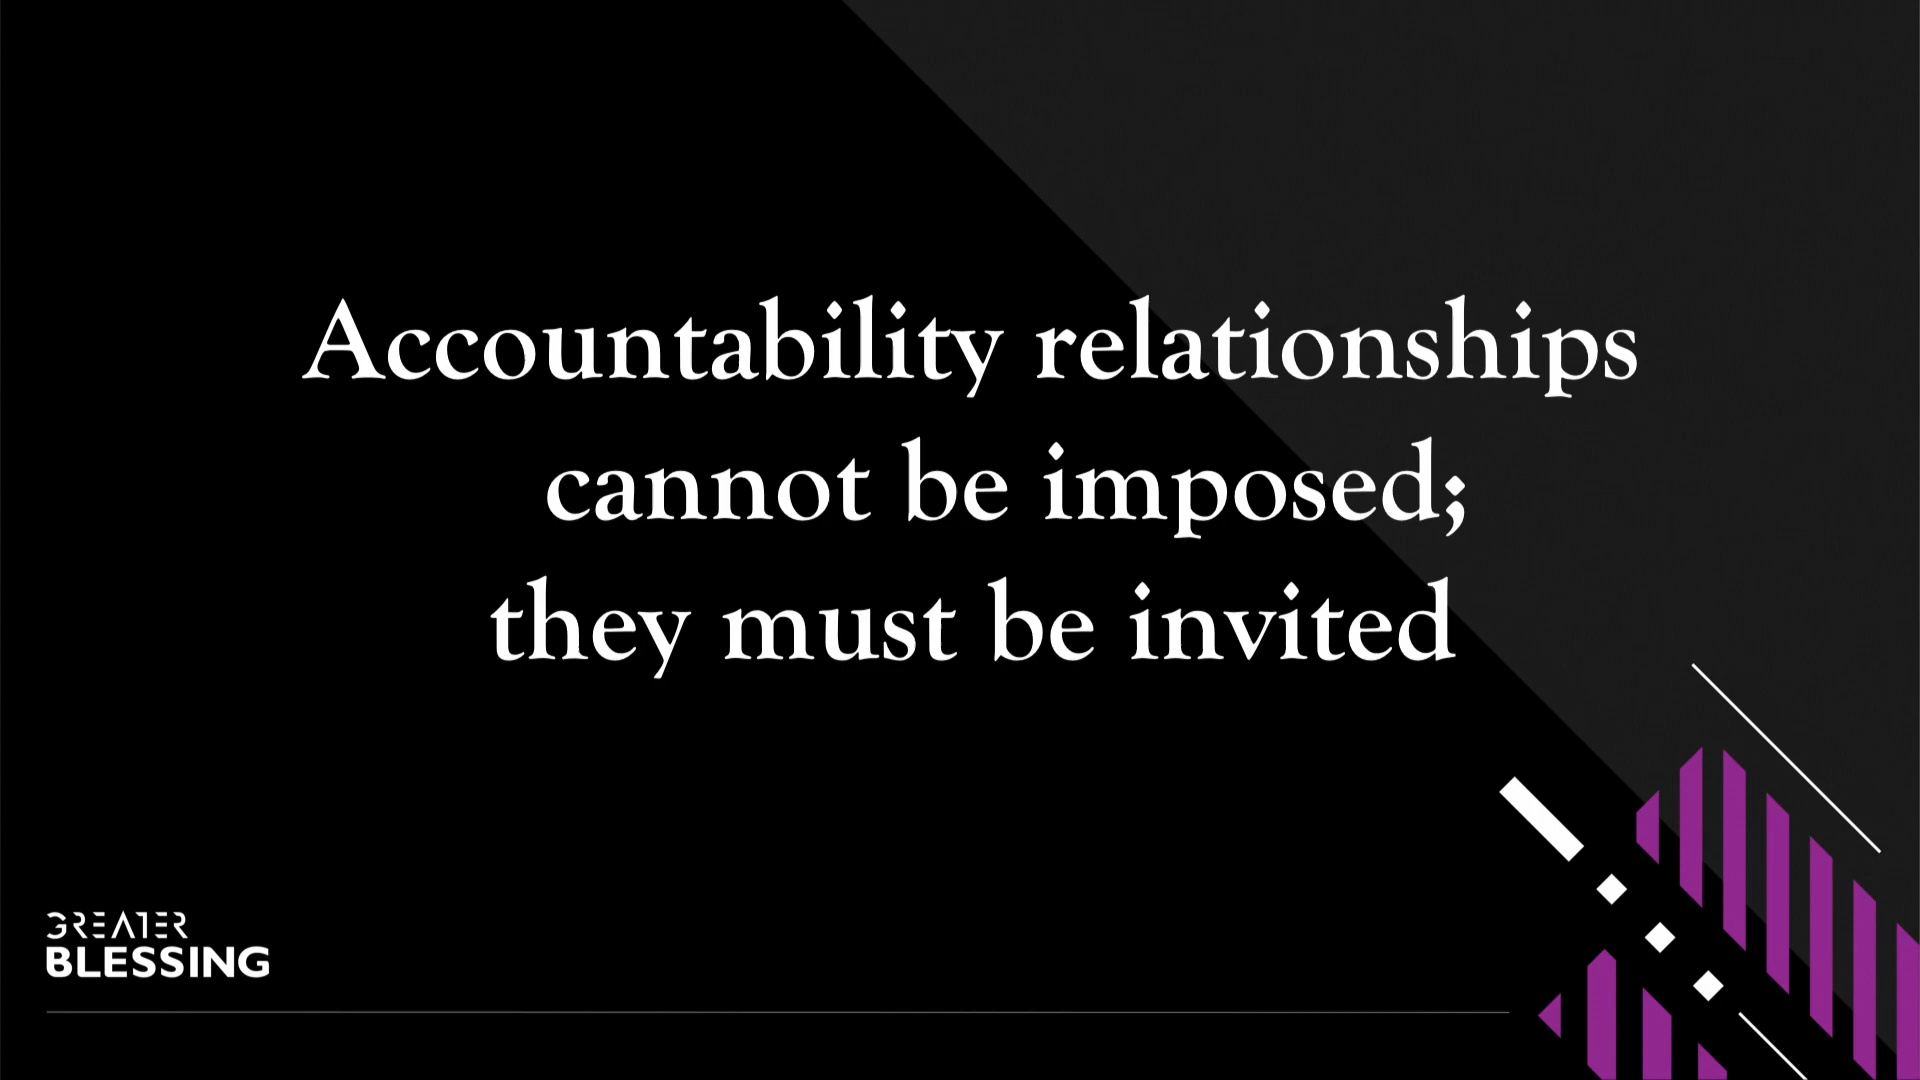 Accountability relationships
cannot be imposed;
they must be invited
GREATER
BLESSING